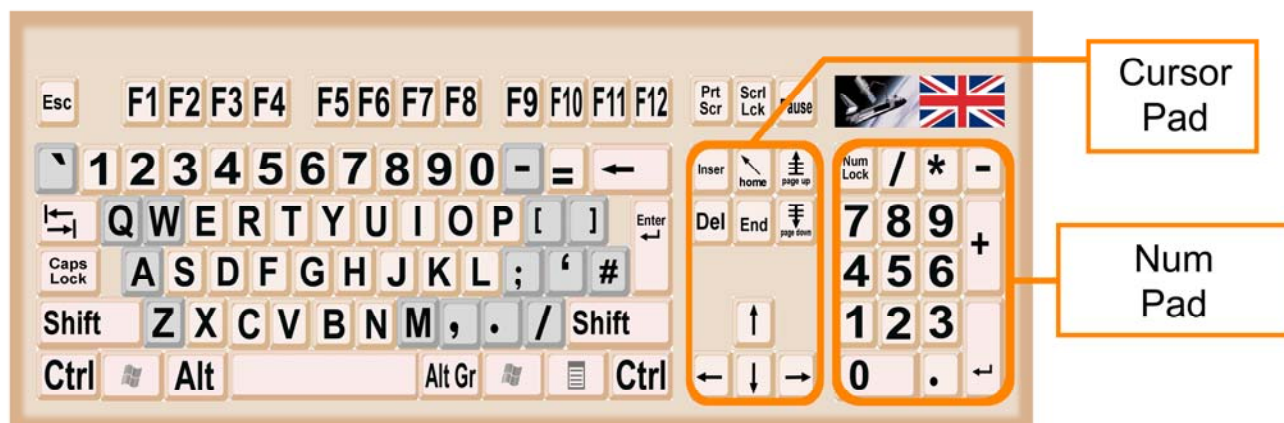 Esc F1 F2 F3 F4 F5 F6 F7 F8 F9 F10 F11 F12 Prt Scr Scrl Lck Pause
Cursor
Pad
` 1 2 3 4 5 6 7 8 9 0 - = ← Inser home page up Num Lock / * -
Q W E R T Y U I O P [ ] Enter Del End page down 7 8 9 +
Caps Lock A S D F G H J K L ; ‘ # 4 5 6
Num
Pad
Shift Z X C V B N M , . / Shift ↑ 1 2 3
Ctrl Alt Alt Gr Ctrl ← ↓ → 0 .